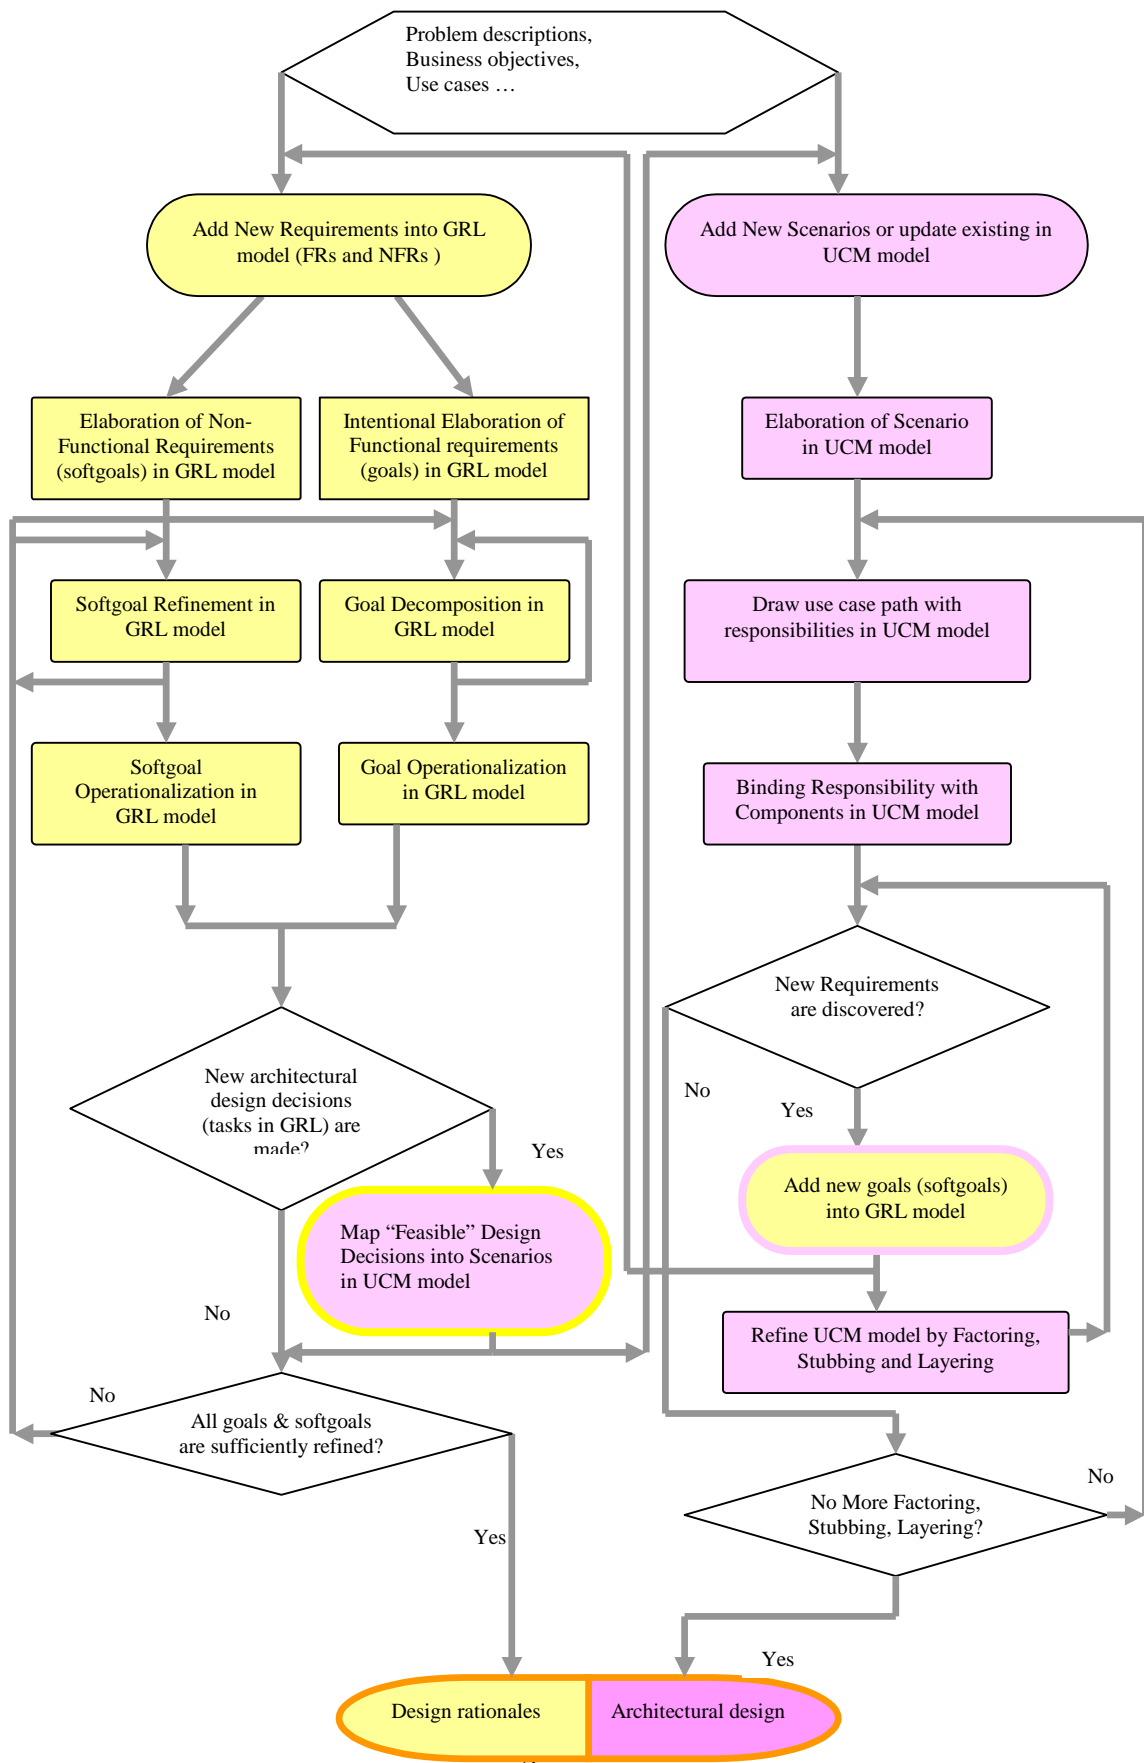 Problem descriptions,
Business objectives,
Use cases …
Add New Requirements into GRL
model (FRs and NFRs )
Add New Scenarios or update existing in
UCM model
Elaboration of Non-
Functional Requirements
(softgoals) in GRL model
Intentional Elaboration of
Functional requirements
(goals) in GRL model
Elaboration of Scenario
in UCM model
Softgoal Refinement in
GRL model
Goal Decomposition in
GRL model
Draw use case path with
responsibilities in UCM model
Softgoal
Operationalization in
GRL model
Goal Operationalization
in GRL model
Binding Responsibility with
Components in UCM model
New Requirements
are discovered?
New architectural
design decisions
(tasks in GRL) are
made?
No
Yes
Yes
Add new goals (softgoals)
into GRL model
Map “Feasible” Design
Decisions into Scenarios
in UCM model
No
Refine UCM model by Factoring,
Stubbing and Layering
No
All goals & softgoals
are sufficiently refined?
No
No More Factoring,
Stubbing, Layering?
Yes
Yes
Design rationales
Architectural design